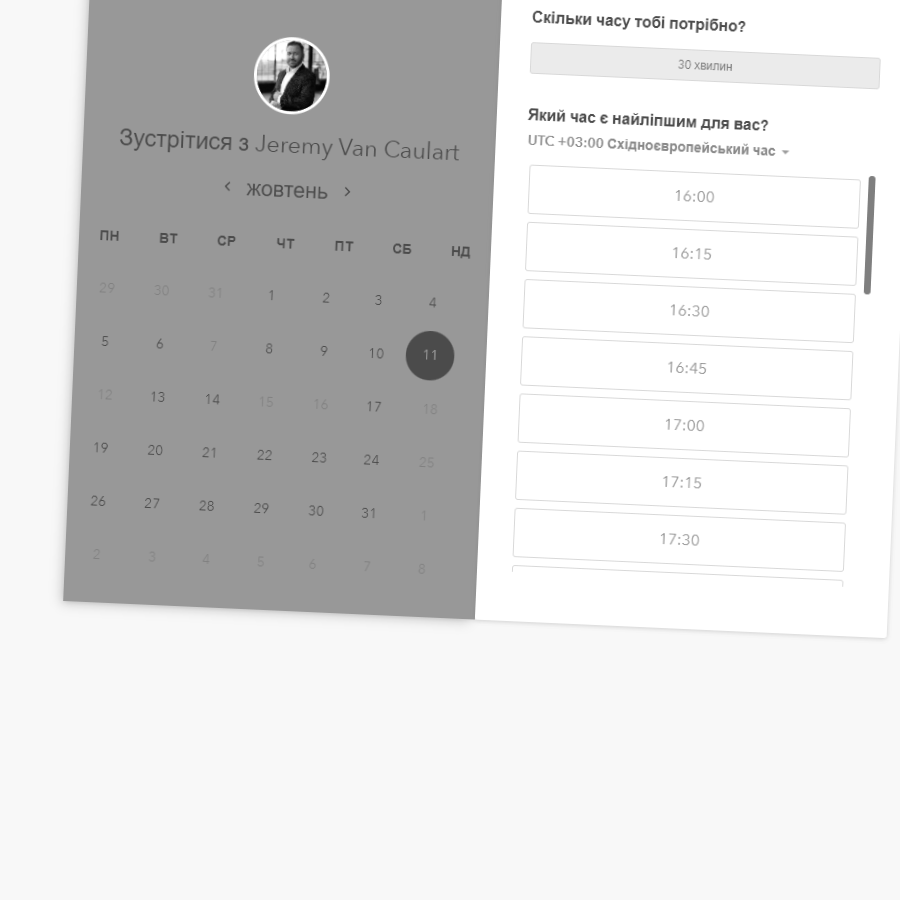 Зустрітися з Jeremy Van Caulart
жовтень
ПН ВТ СР ЧТ ПТ СБ НД
29 30 31 1 2 3 4
5 6 7 8 9 10 11
12 13 14 15 16 17 18
19 20 21 22 23 24 25
26 27 28 29 30 31 1
2 3 4 5 6 7 8
Скільки часу тобі потрібно?
30 хвилин
Який час є найліпшим для вас?
UTC +03:00 Східноєвропейський час
16:00
16:15
16:30
16:45
17:00
17:15
17:30